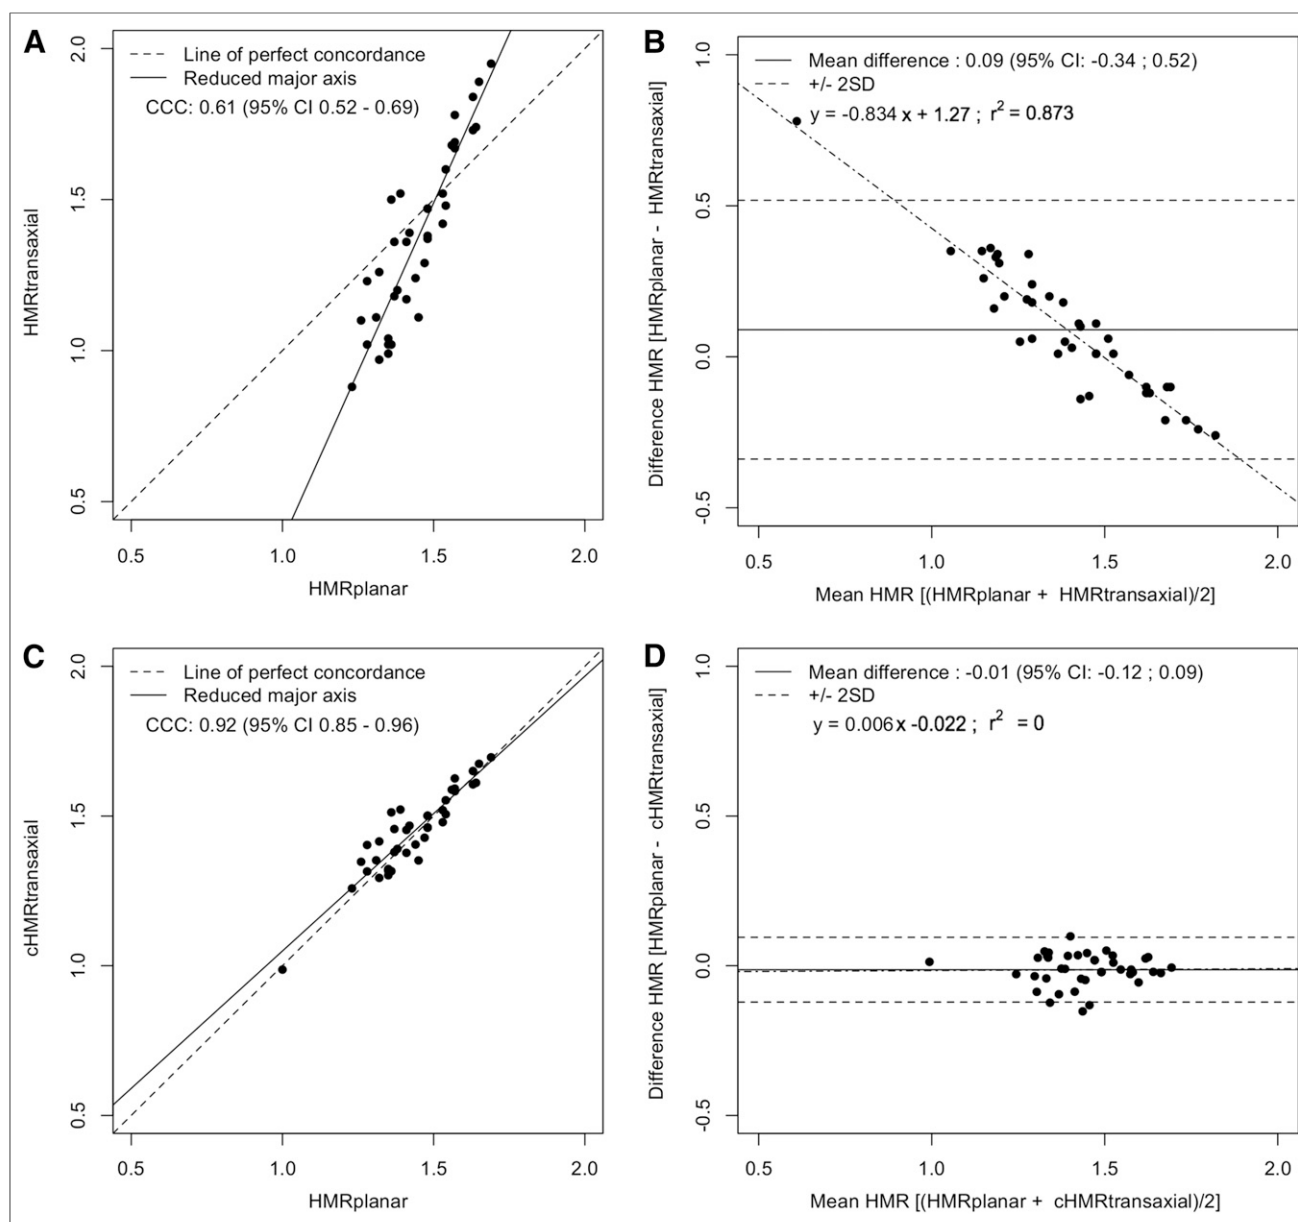 A
Line of perfect concordance
Reduced major axis
CCC: 0.61 (95% CI 0.52 - 0.69)
HMRtransaxial
2.0
1.5
1.0
0.5
0.5 1.0 1.5 2.0
HMRplanar
B
Mean difference : 0.09 (95% CI: -0.34 ; 0.52)
+/- 2SD
y = -0.834 x + 1.27 ; r² = 0.873
Difference HMR [HMRplanar - HMRtransaxial]
1.0
0.5
0.0
-0.5
0.5 1.0 1.5 2.0
Mean HMR [(HMRplanar + HMRtransaxial)/2]
C
Line of perfect concordance
Reduced major axis
CCC: 0.92 (95% CI 0.85 - 0.96)
cHMRtransaxial
2.0
1.5
1.0
0.5
0.5 1.0 1.5 2.0
HMRplanar
D
Mean difference : -0.01 (95% CI: -0.12 ; 0.09)
+/- 2SD
y = 0.006 x -0.022 ; r² = 0
Difference HMR [HMRplanar - cHMRtransaxial]
1.0
0.5
0.0
-0.5
0.5 1.0 1.5 2.0
Mean HMR [(HMRplanar + cHMRtransaxial)/2]